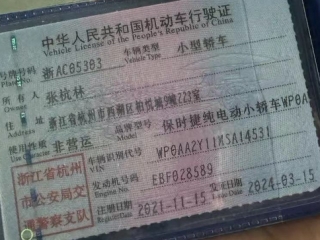 中华人民共和国机动车行驶证
Vehicle License of the People's Republic of China
号牌号码 浙AC05303 车辆类型 小型轿车
Plate Vehicle Type
所有人 张杭林
Owner
住址 浙江省杭州市西湖区 223室
Address
使用性质 非营运 品牌型号 保时捷纯电动小轿车WP0A
Use Character Model
浙江省杭州市公安局交通警察支队
车辆识别代号 WP0AA2Y11MSA14531
VIN
发动机号码 EBF028589
Engine No.
注册日期 2021-11-15 发证日期 2024-03-15
Register Date Issue Date